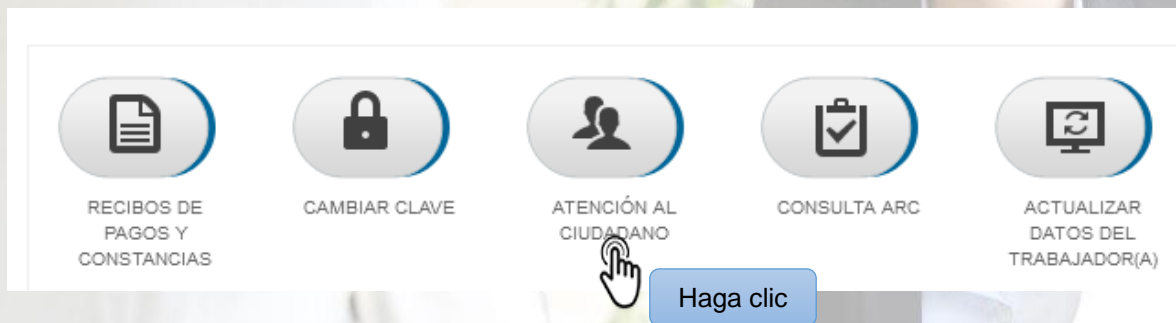 RECIBOS DE
PAGOS Y
CONSTANCIAS
CAMBIAR CLAVE
ATENCIÓN AL
CIUDADANO
CONSULTA ARC
ACTUALIZAR
DATOS DEL
TRABAJADOR(A)
Haga clic